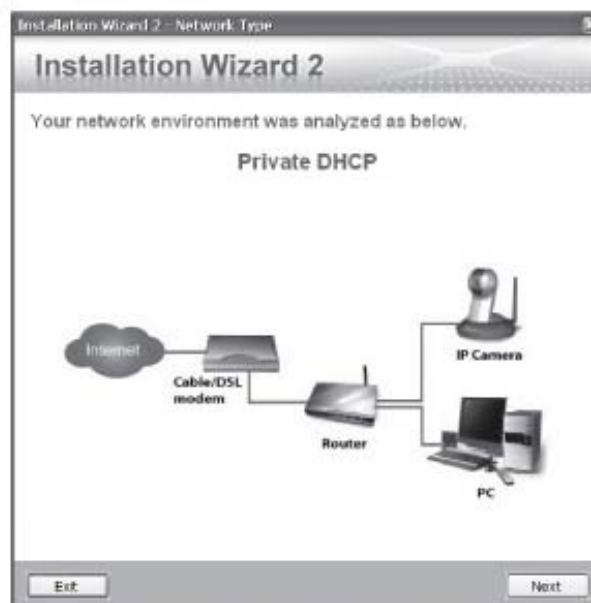 Installation Wizard 2 - Network Type
Installation Wizard 2
Your network environment was analyzed as below.
Private DHCP
Internet
Cable/DSL
modem
Router
IP Camera
PC
Exit
Next